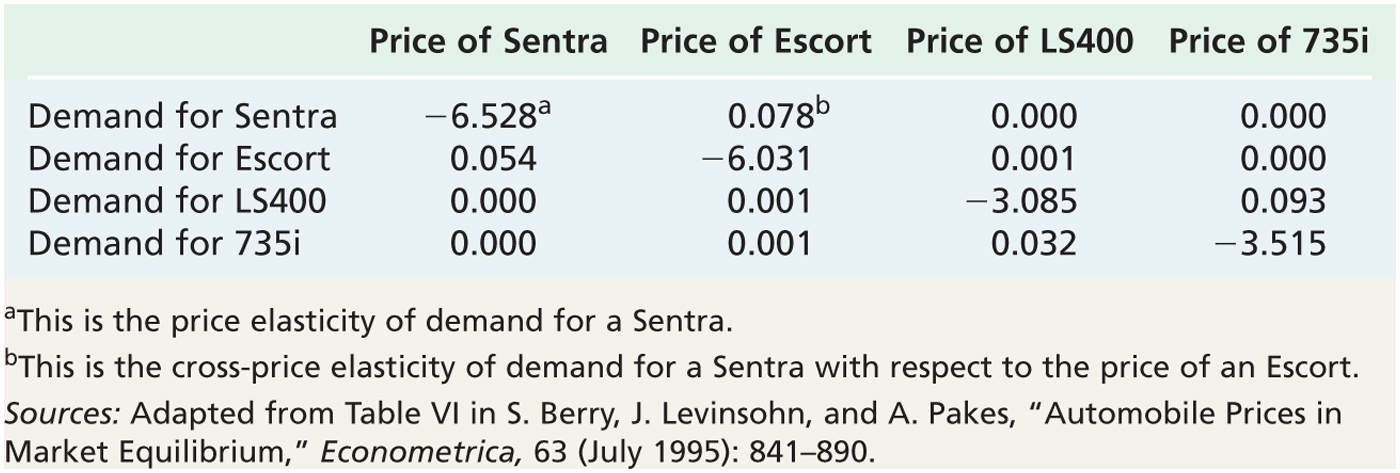 Price of Sentra Price of Escort Price of LS400 Price of 735i
Demand for Sentra −6.528ᵃ 0.078ᵇ 0.000 0.000
Demand for Escort 0.054 −6.031 0.001 0.000
Demand for LS400 0.000 0.001 −3.085 0.093
Demand for 735i 0.000 0.001 0.032 −3.515
ᵃThis is the price elasticity of demand for a Sentra.
ᵇThis is the cross-price elasticity of demand for a Sentra with respect to the price of an Escort.
Sources: Adapted from Table VI in S. Berry, J. Levinsohn, and A. Pakes, “Automobile Prices in
Market Equilibrium,” Econometrica, 63 (July 1995): 841–890.